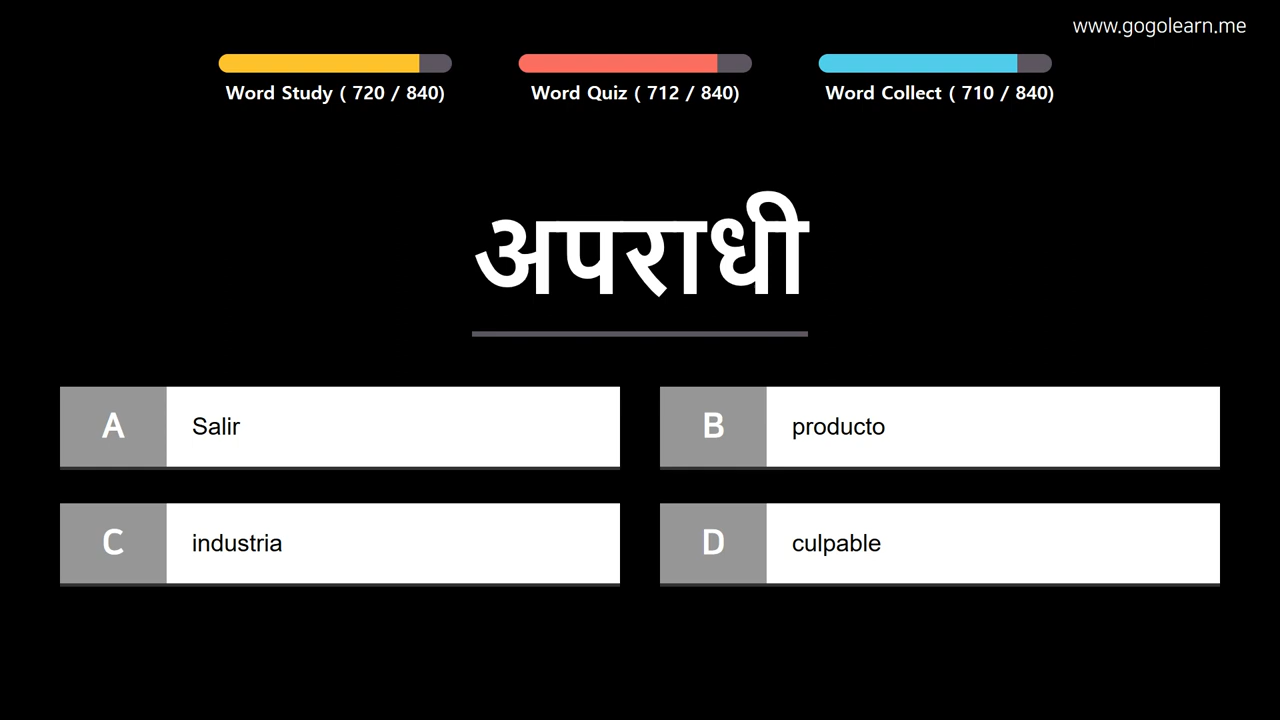 www.gogolearn.me
Word Study ( 720 / 840)
Word Quiz ( 712 / 840)
Word Collect ( 710 / 840)
अपराधी
A Salir
B producto
C industria
D culpable